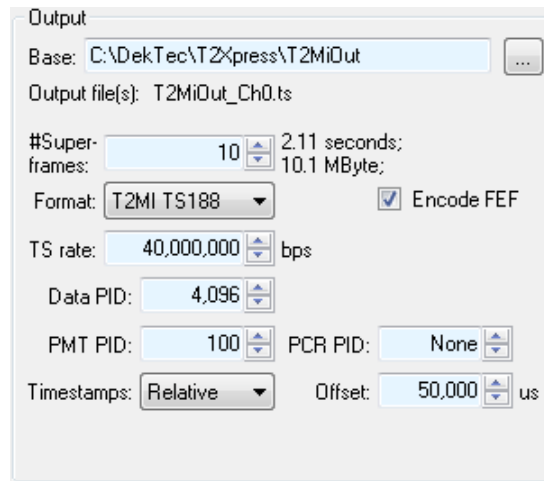 Output
Base: C:\DekTec\T2Xpress\T2MiOut ...
Output file(s): T2MiOut_Ch0.ts
#Super-
frames: 10 2.11 seconds;
10.1 MByte;
Format: T2MI TS188 Encode FEF
TS rate: 40,000,000 bps
Data PID: 4,096
PMT PID: 100 PCR PID: None
Timestamps: Relative Offset: 50,000 us